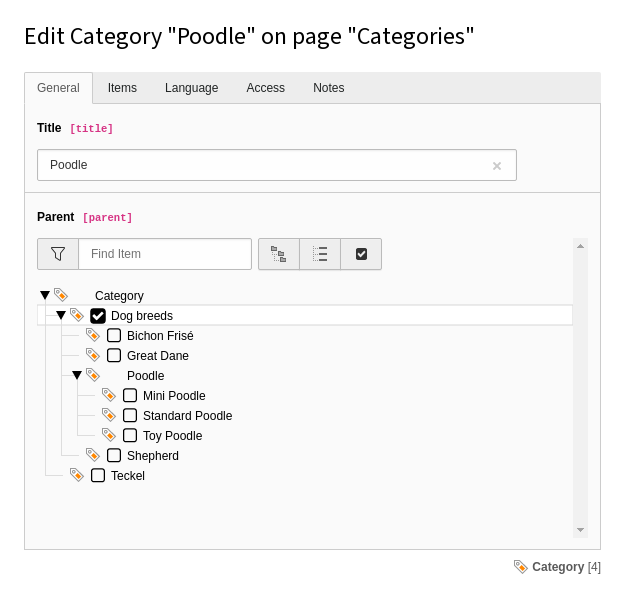 Edit Category "Poodle" on page "Categories"
General Items Language Access Notes
Title [title]
Poodle
Parent [parent]
Find Item
Category
Dog breeds
Bichon Frisé
Great Dane
Poodle
Mini Poodle
Standard Poodle
Toy Poodle
Shepherd
Teckel
Category [4]